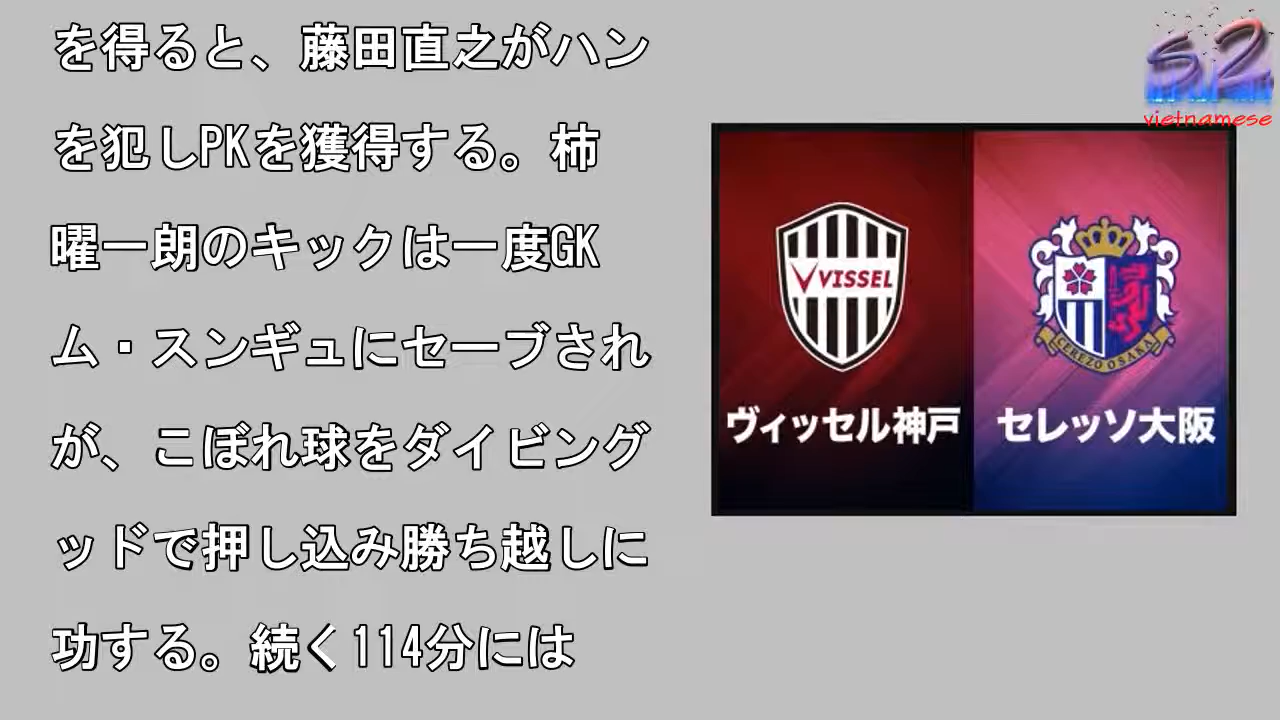 を得ると、藤田直之がハン
を犯しPKを獲得する。柿
曜一朗のキックは一度GK
ム・スンギュにセーブされ
が、こぼれ球をダイビング
ッドで押し込み勝ち越しに
功する。続く114分には
S2
vietnamese
VISSEL
CEREZO OSAKA
ヴィッセル神戸
セレッソ大阪